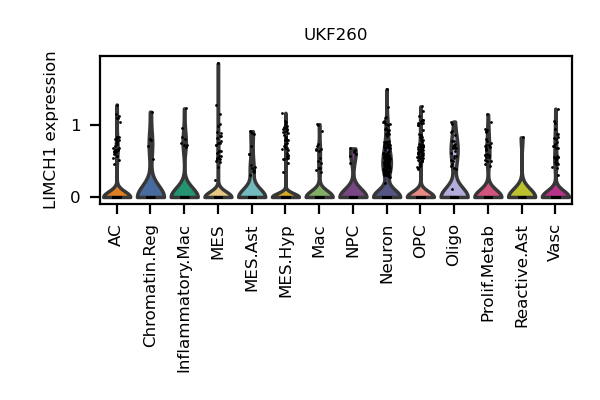 UKF260
LIMCH1 expression
1
0
AC
Chromatin.Reg
Inflammatory.Mac
MES
MES.Ast
MES.Hyp
Mac
NPC
Neuron
OPC
Oligo
Prolif.Metab
Reactive.Ast
Vasc